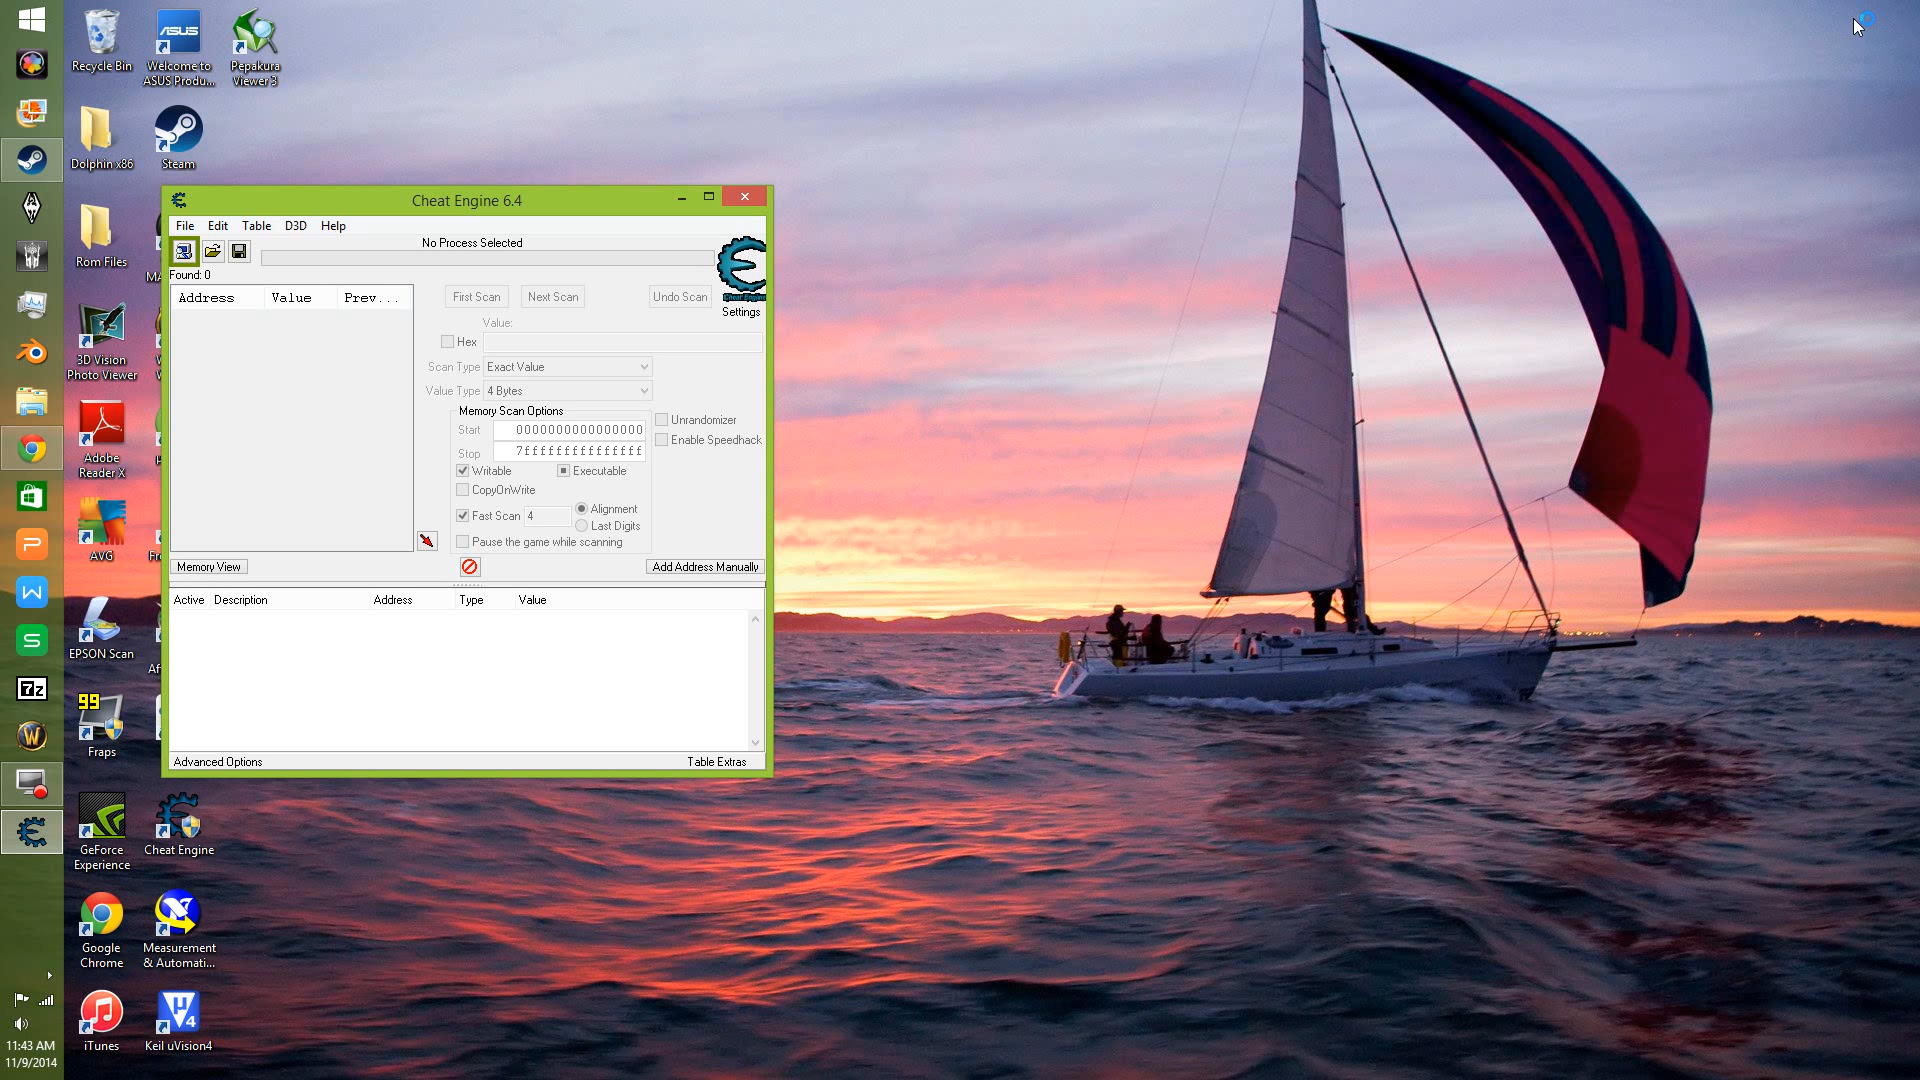 Recycle Bin
Welcome to
ASUS Produ...
Pepakura
Viewer 3
Dolphin x86
Steam
Rom Files
3D Vision
Photo Viewer
Adobe
Reader X
AVG
EPSON Scan
99
Fraps
GeForce
Experience
Cheat Engine
Google
Chrome
Measurement
& Automati...
iTunes
Keil uVision4
ASUS
7z
11:43 AM
11/9/2014
Cheat Engine 6.4
File Edit Table D3D Help
No Process Selected
Found: 0
Address Value Prev...
First Scan Next Scan Undo Scan
Cheat Engine
Settings
Value:
Hex
Scan Type Exact Value
Value Type 4 Bytes
Memory Scan Options
Start 0000000000000000
Stop 7fffffffffffffff
Writable Executable
CopyOnWrite
Fast Scan 4 Alignment
Last Digits
Pause the game while scanning
Unrandomizer
Enable Speedhack
Memory View
Add Address Manually
Active Description Address Type Value
Advanced Options
Table Extras